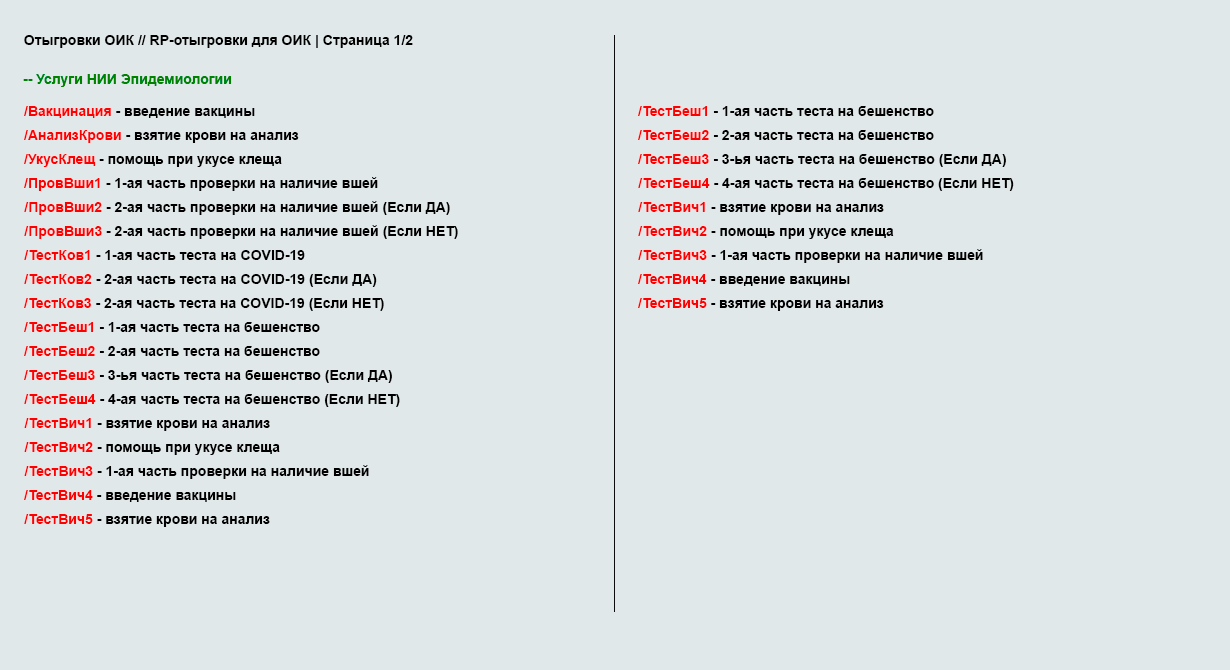 Отыгровки ОИК // RP-отыгровки для ОИК | Страница 1/2
-- Услуги НИИ Эпидемиологии
/Вакцинация - введение вакцины
/АнализКрови - взятие крови на анализ
/УкусКлещ - помощь при укусе клеща
/ПровВши1 - 1-ая часть проверки на наличие вшей
/ПровВши2 - 2-ая часть проверки на наличие вшей (Если ДА)
/ПровВши3 - 2-ая часть проверки на наличие вшей (Если НЕТ)
/ТестКов1 - 1-ая часть теста на COVID-19
/ТестКов2 - 2-ая часть теста на COVID-19 (Если ДА)
/ТестКов3 - 2-ая часть теста на COVID-19 (Если НЕТ)
/ТестБеш1 - 1-ая часть теста на бешенство
/ТестБеш2 - 2-ая часть теста на бешенство
/ТестБеш3 - 3-ья часть теста на бешенство (Если ДА)
/ТестБеш4 - 4-ая часть теста на бешенство (Если НЕТ)
/ТестВич1 - взятие крови на анализ
/ТестВич2 - помощь при укусе клеща
/ТестВич3 - 1-ая часть проверки на наличие вшей
/ТестВич4 - введение вакцины
/ТестВич5 - взятие крови на анализ
/ТестБеш1 - 1-ая часть теста на бешенство
/ТестБеш2 - 2-ая часть теста на бешенство
/ТестБеш3 - 3-ья часть теста на бешенство (Если ДА)
/ТестБеш4 - 4-ая часть теста на бешенство (Если НЕТ)
/ТестВич1 - взятие крови на анализ
/ТестВич2 - помощь при укусе клеща
/ТестВич3 - 1-ая часть проверки на наличие вшей
/ТестВич4 - введение вакцины
/ТестВич5 - взятие крови на анализ